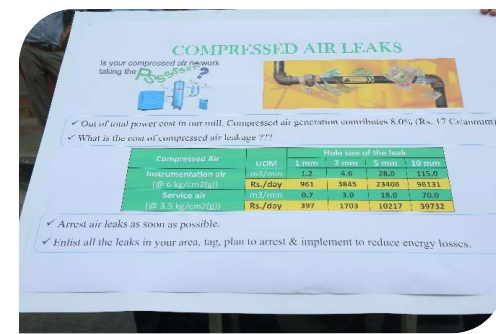 COMPRESSED AIR LEAKS
Is your compressed air network
taking the Pssssssss?
✓ Out of total power cost in our mill, Compressed air generation contributes 8.0% (Rs. 17 Cr/annum)
✓ What is the cost of compressed air leakage ???
Compressed Air UOM Hole size of the leak
1 mm 2 mm 5 mm 10 mm
Instrumentation air m3/min 1.2 4.6 28.0 115.0
(@ 6 kg/cm2(g)) Rs./day 961 3845 23406 96131
Service air m3/min 0.7 3.0 18.0 70.0
(@ 3.5 kg/cm2(g)) Rs./day 397 1703 10217 39732
✓ Arrest air leaks as soon as possible.
✓ Enlist all the leaks in your area, tag, plan to arrest & implement to reduce energy losses.